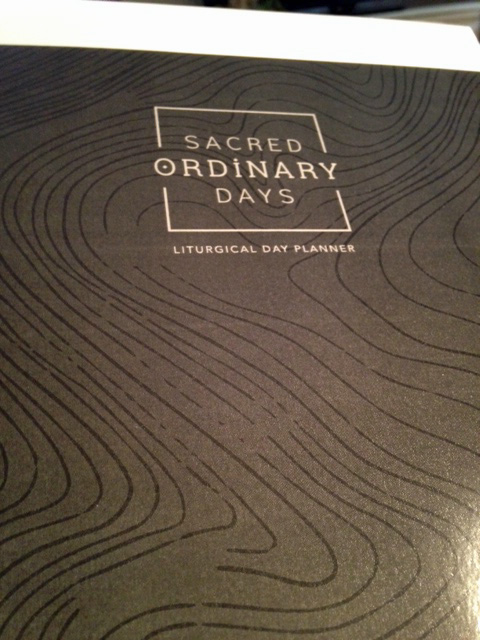 SACRED
ORDINARY
DAYS
LITURGICAL DAY PLANNER